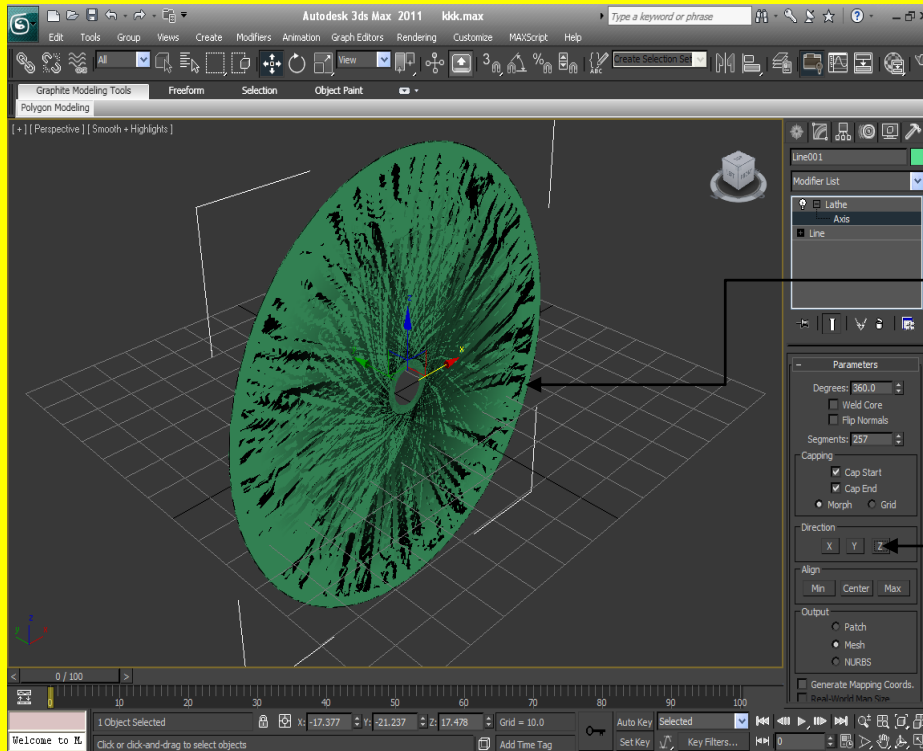 Autodesk 3ds Max 2011 kkk.max
Type a keyword or phrase
Edit Tools Group Views Create Modifiers Animation Graph Editors Rendering Customize MAXScript Help
All View 3 ABC Create Selection Set
Graphite Modeling Tools Freeform Selection Object Paint
Polygon Modeling
[ + ] [ Perspective ] [ Smooth + Highlights ]
Line001
Modifier List
Lathe
Axis
Line
Parameters
Degrees: 360.0
Weld Core
Flip Normals
Segments: 257
Capping
Cap Start
Cap End
Morph Grid
Direction
X Y Z
Align
Min Center Max
Output
Patch
Mesh
NURBS
Generate Mapping Coords.
Real-World Map Size
z
x
z
y x
< 0 / 100 >
0 10 20 30 40 50 60 70 80 90 100
1 Object Selected X: -17.377 Y: -21.237 Z: 17.478 Grid = 10.0 Auto Key Selected
Welcome to M. Click or click-and-drag to select objects Add Time Tag Set Key Key Filters... 0